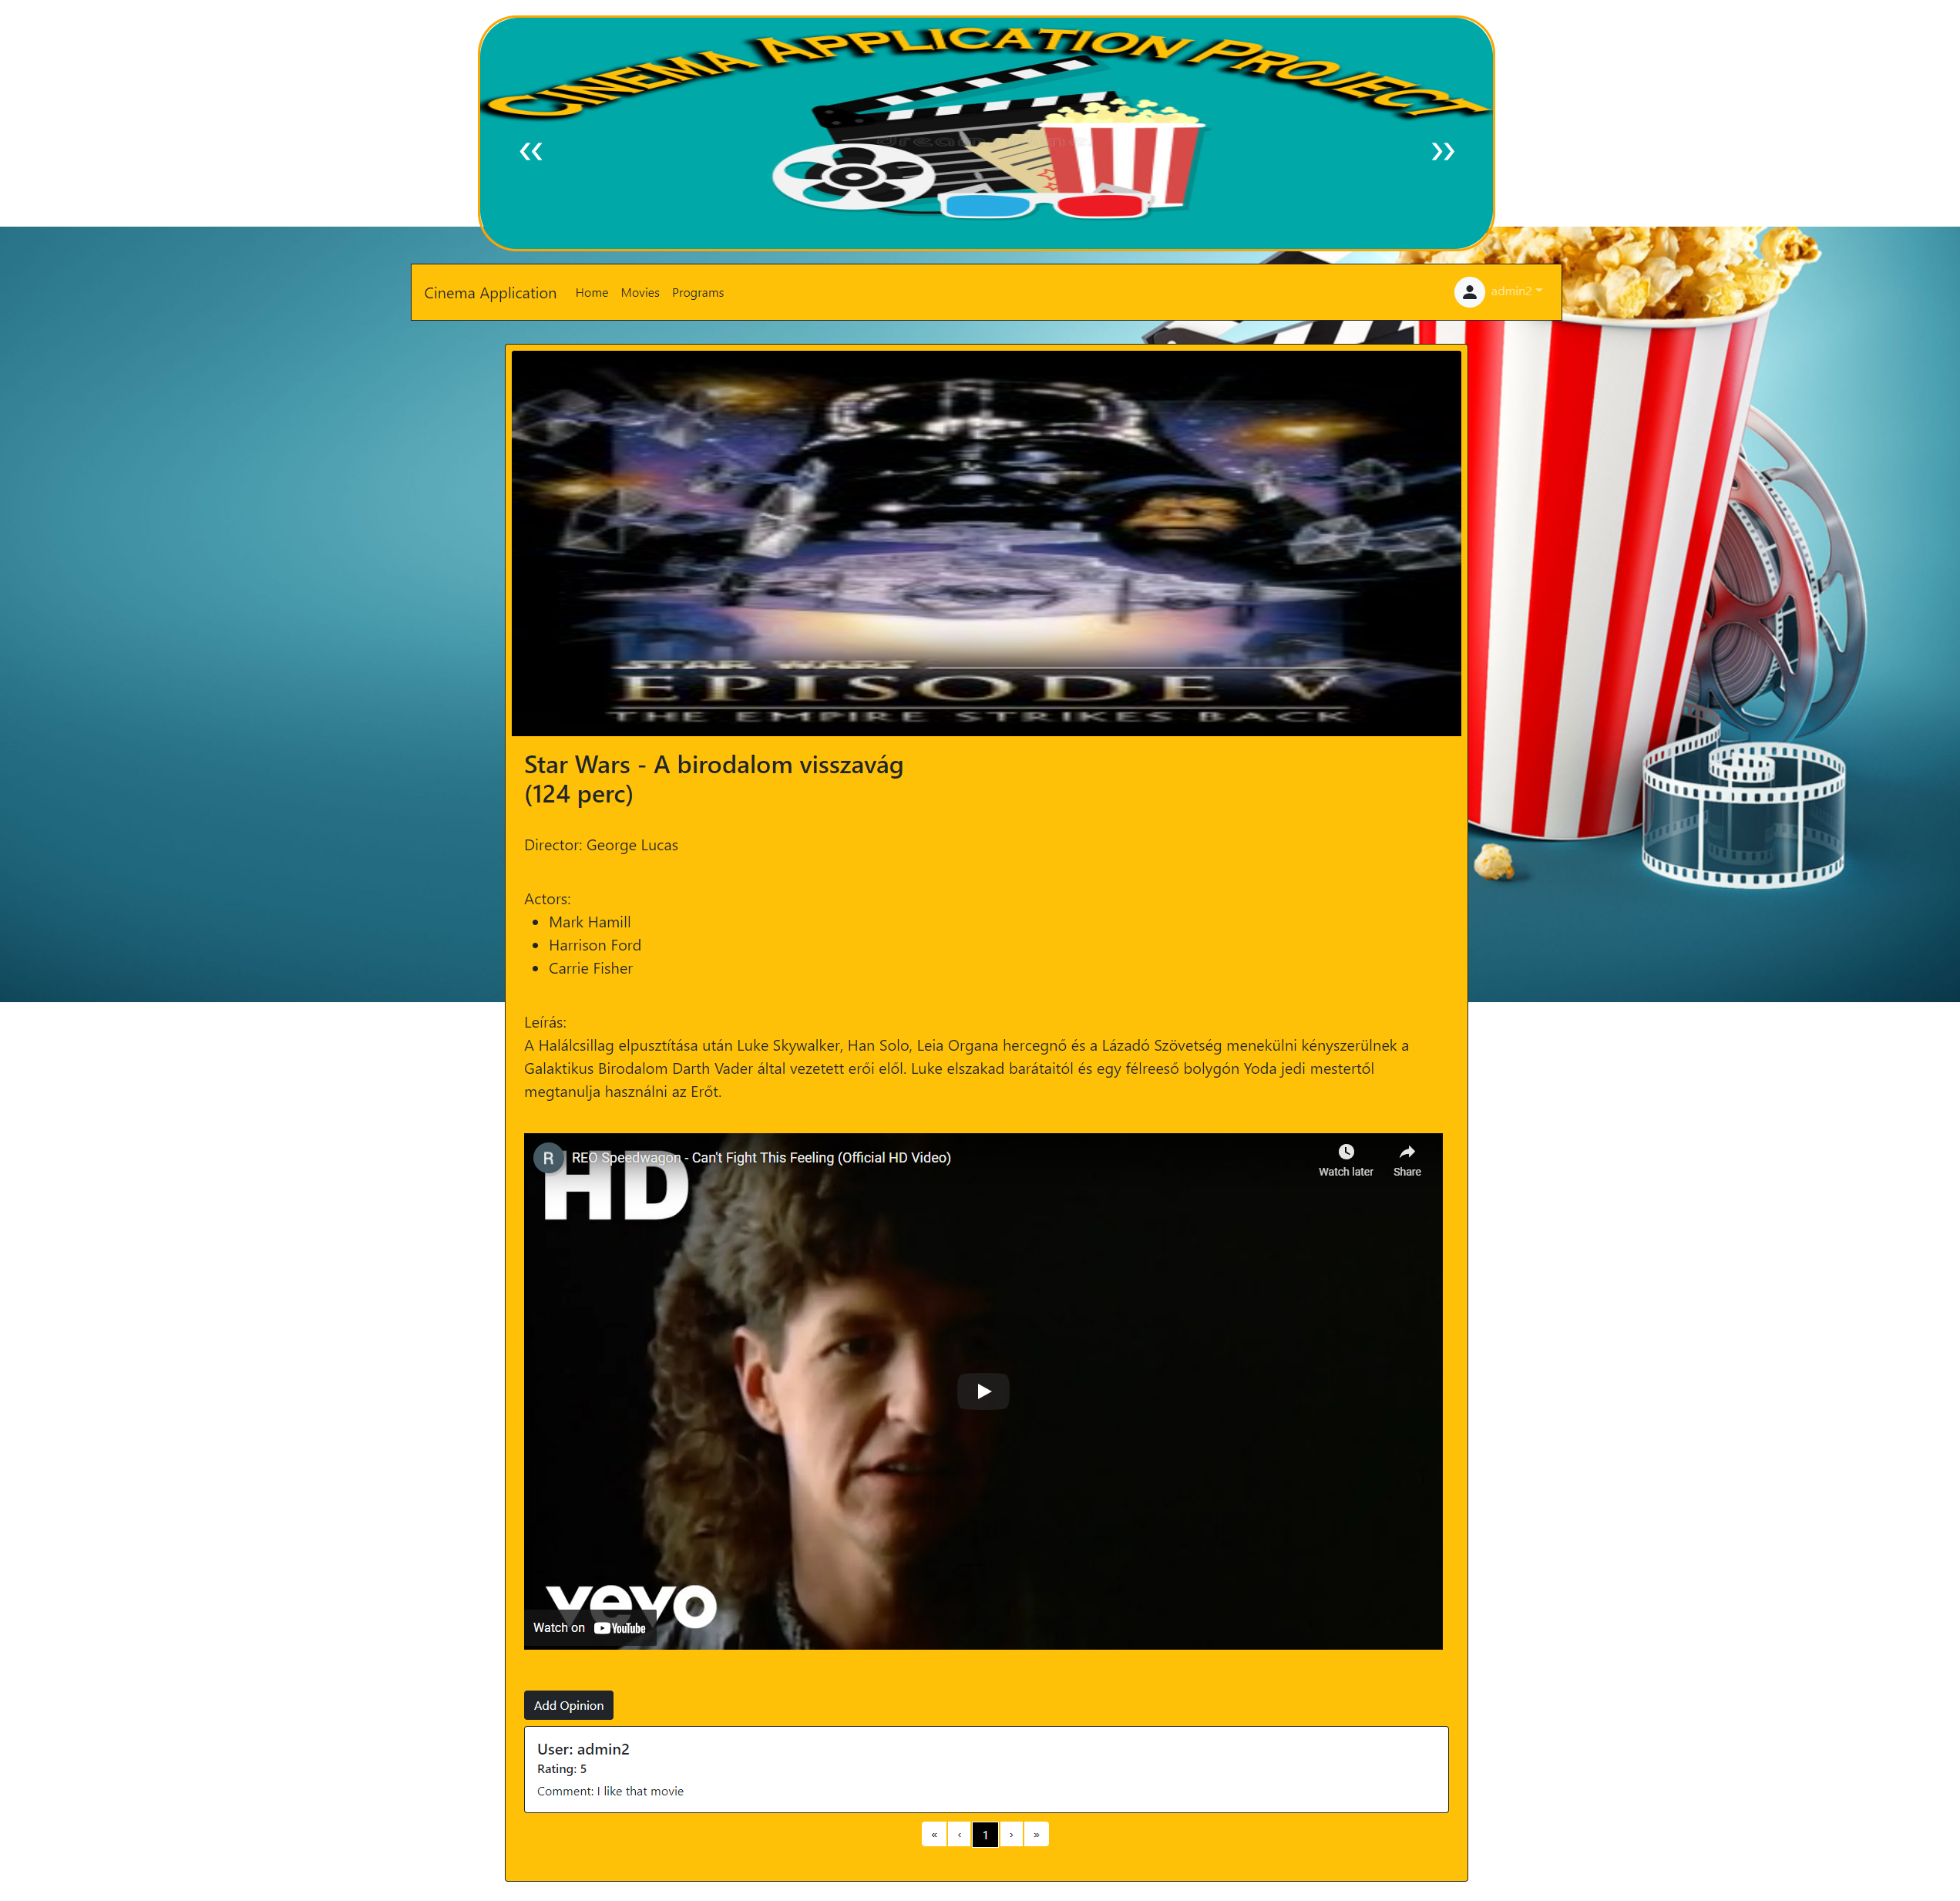 Cinema Application Project
❮❮
❯❯
Cinema Application Home Movies Programs
admin2
STAR WARS
EPISODE V
THE EMPIRE STRIKES BACK
Star Wars - A birodalom visszavág
(124 perc)
Director: George Lucas
Actors:
• Mark Hamill
• Harrison Ford
• Carrie Fisher
Leírás:
A Halálcsillag elpusztítása után Luke Skywalker, Han Solo, Leia Organa hercegnő és a Lázadó Szövetség menekülni kényszerülnek a
Galaktikus Birodalom Darth Vader által vezetett erői elől. Luke elszakad barátaitól és egy félreeső bolygón Yoda jedi mestertől
megtanulja használni az Erőt.
R
REO Speedwagon - Can't Fight This Feeling (Official HD Video)
Watch later
Share
HD
vevo
Watch on YouTube
Add Opinion
User: admin2
Rating: 5
Comment: I like that movie
« ‹ 1 › »